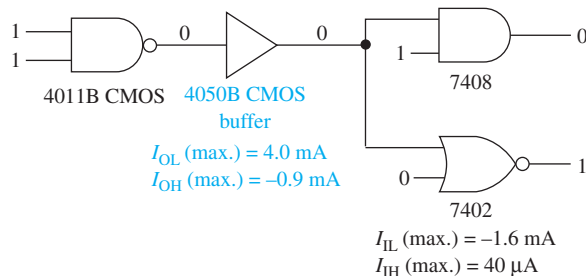 1
1
4011B CMOS
0
4050B CMOS
buffer
I_OL (max.) = 4.0 mA
I_OH (max.) = –0.9 mA
0
1
7408
0
0
7402
1
I_IL (max.) = –1.6 mA
I_IH (max.) = 40 μA